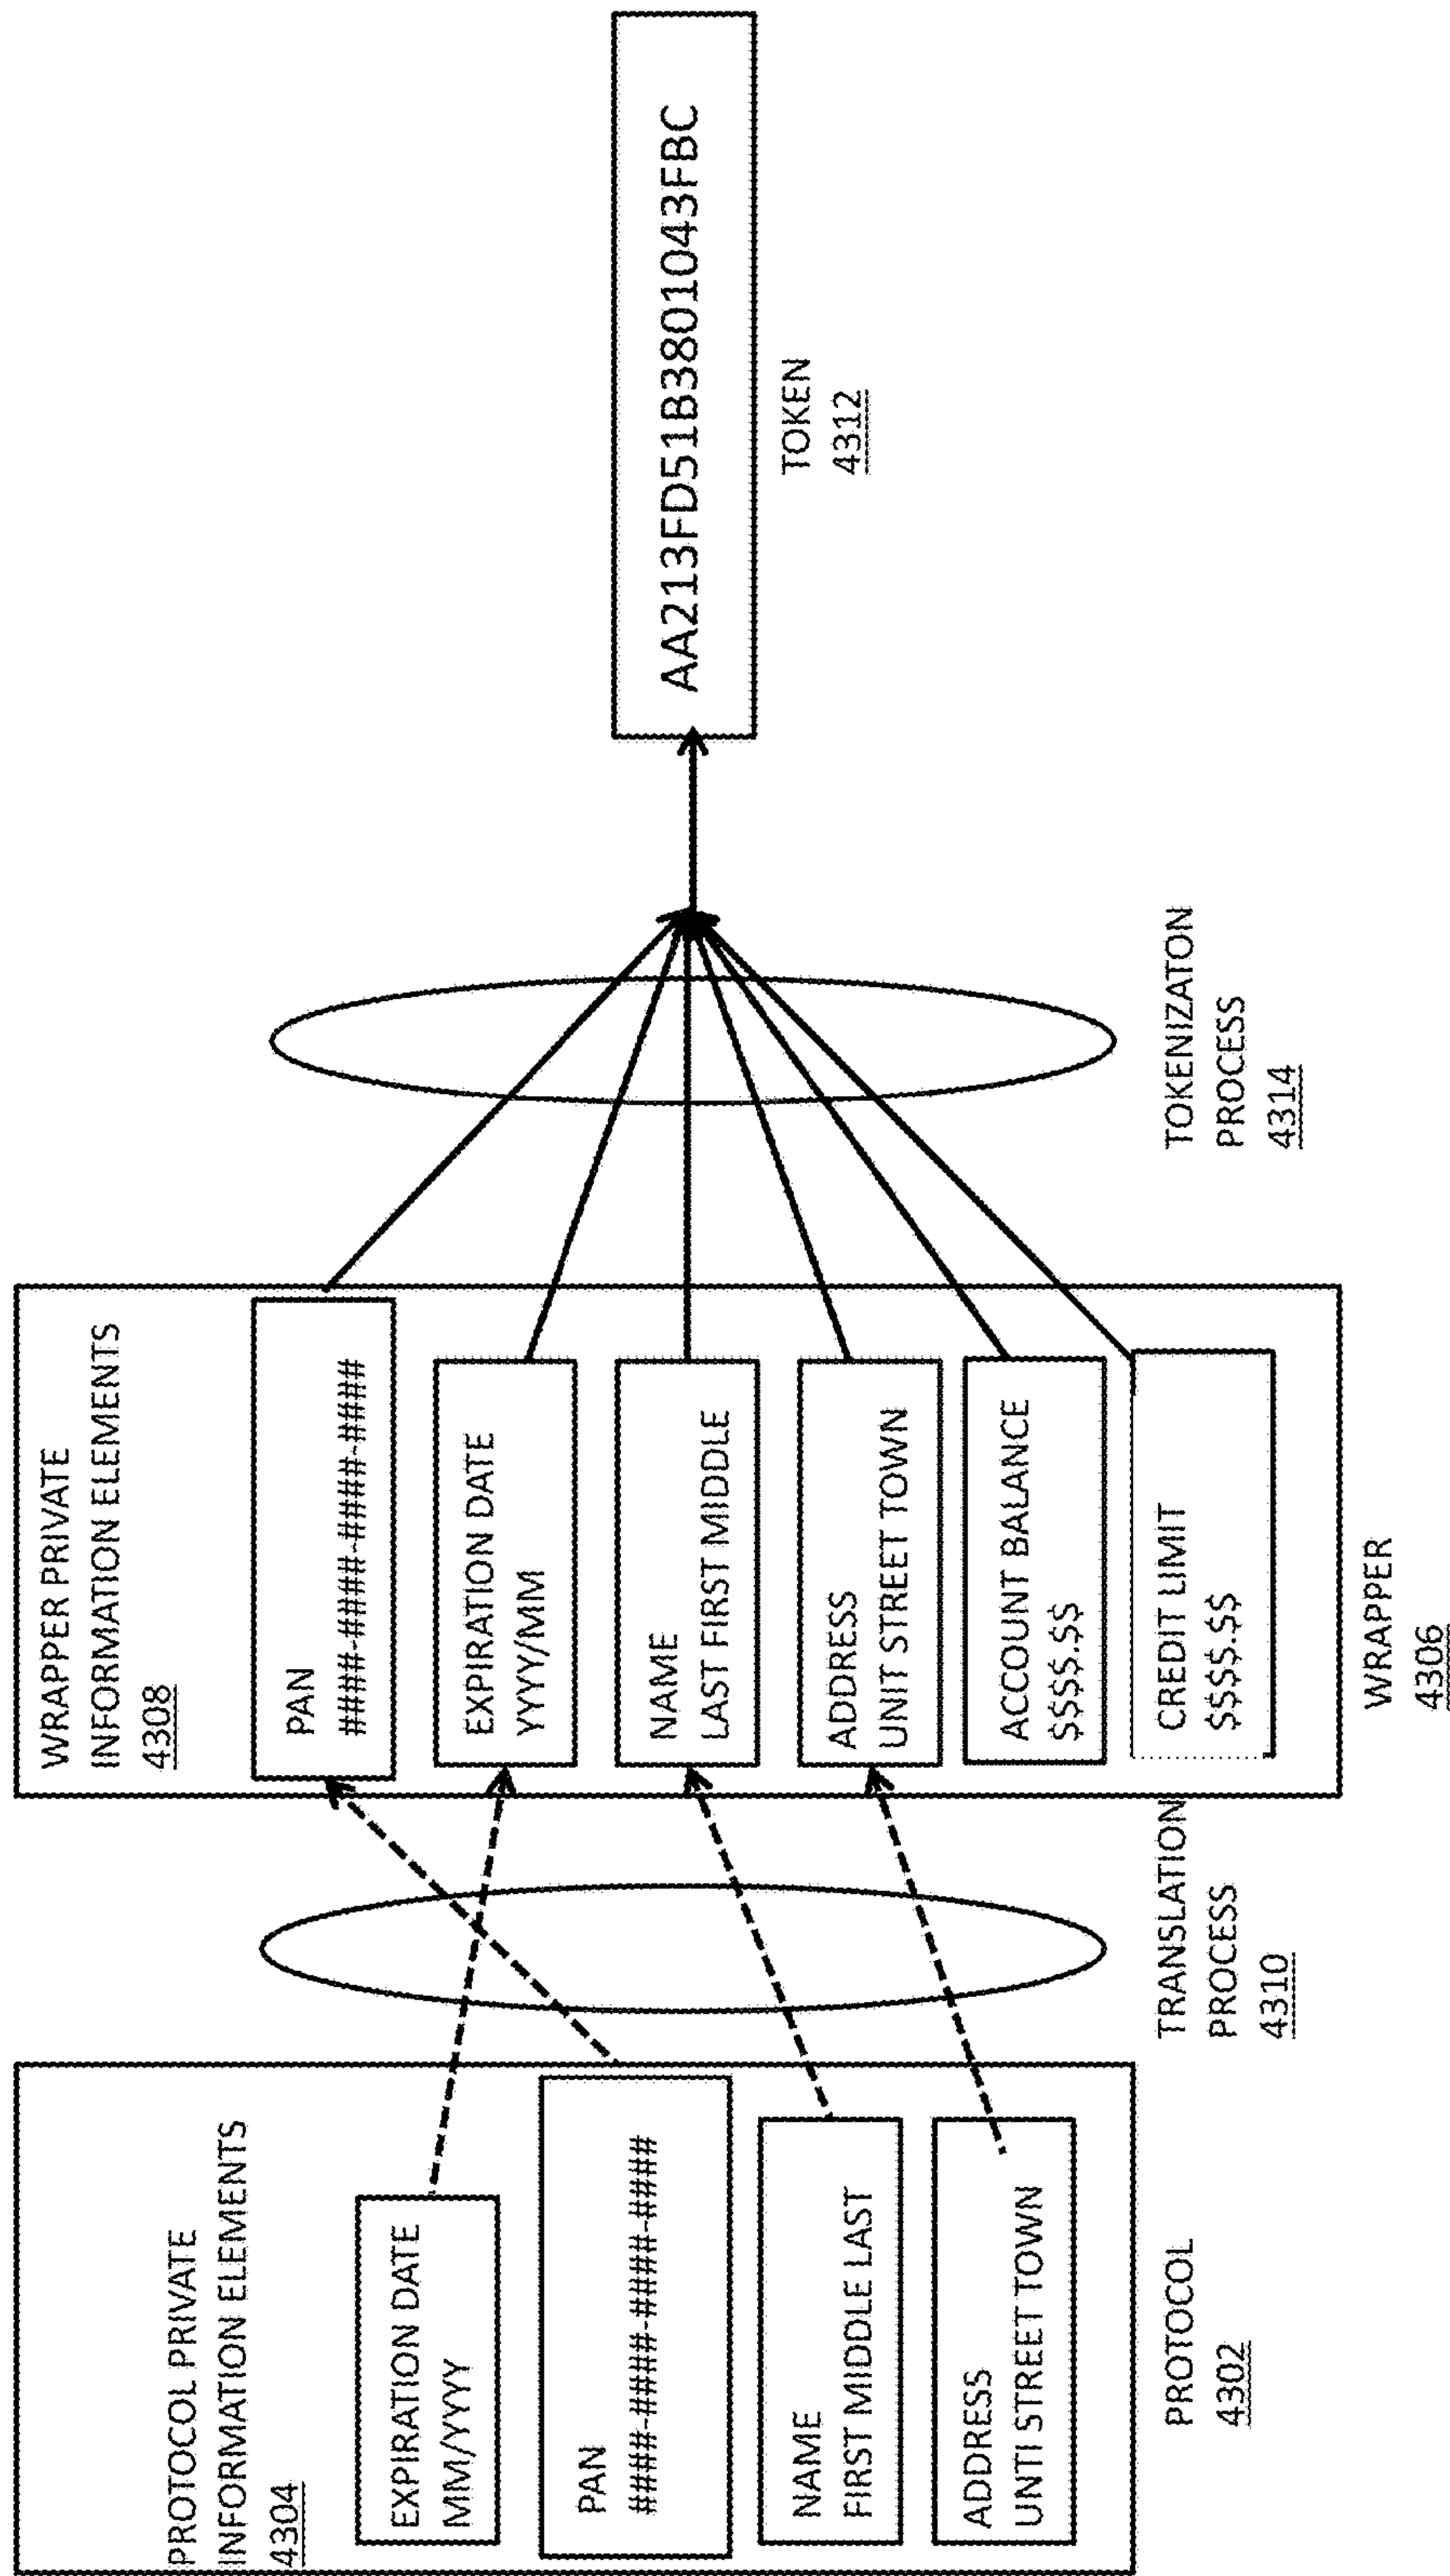 PROTOCOL PRIVATE
INFORMATION ELEMENTS
4304
EXPIRATION DATE
MM/YYYY
PAN
####-####-####-####
NAME
FIRST MIDDLE LAST
ADDRESS
UNTI STREET TOWN
PROTOCOL
4302
TRANSLATION
PROCESS
4310
WRAPPER PRIVATE
INFORMATION ELEMENTS
4308
PAN
####-####-####-####
EXPIRATION DATE
YYYY/MM
NAME
LAST FIRST MIDDLE
ADDRESS
UNIT STREET TOWN
ACCOUNT BALANCE
$$$$.$$
CREDIT LIMIT
$$$$.$$
WRAPPER
4306
TOKENIZATON
PROCESS
4314
AA213FD51B3801043FBC
TOKEN
4312